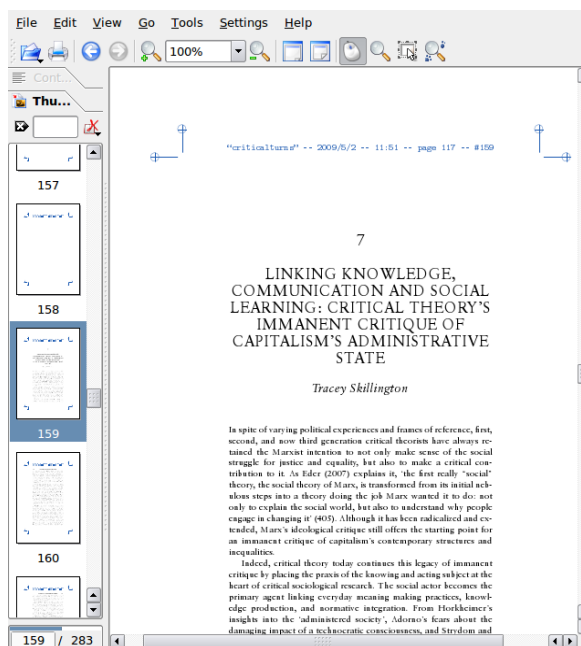 File Edit View Go Tools Settings Help
100%
Cont...
Thu...
157
158
159
160
159 / 283
"criticalturns" -- 2009/5/2 -- 11:51 -- page 117 -- #159
7
LINKING KNOWLEDGE,
COMMUNICATION AND SOCIAL
LEARNING: CRITICAL THEORY'S
IMMANENT CRITIQUE OF
CAPITALISM'S ADMINISTRATIVE
STATE
Tracey Skillington
In spite of varying political experiences and frames of reference, first,
second, and now third generation critical theorists have always re-
tained the Marxist intention to not only make sense of the social
struggle for justice and equality, but also to make a critical con-
tribution to it. As Eder (2007) explains it, 'the first really "social"
theory, the social theory of Marx, is transformed from its initial neb-
ulous steps into a theory doing the job Marx wanted it to do: not
only to explain the social world, but also to understand why people
engage in changing it' (405). Although it has been radicalized and ex-
tended, Marx's ideological critique still offers the starting point for
an immanent critique of capitalism's contemporary structures and
inequalities.
Indeed, critical theory today continues this legacy of immanent
critique by placing the praxis of the knowing and acting subject at the
heart of critical sociological research. The social actor becomes the
primary agent linking everyday meaning making practices, knowl-
edge production, and normative integration. From Horkheimer's
insights into the 'administered society', Adorno's fears about the
damaging impact of a technocratic consciousness, and Strydom and